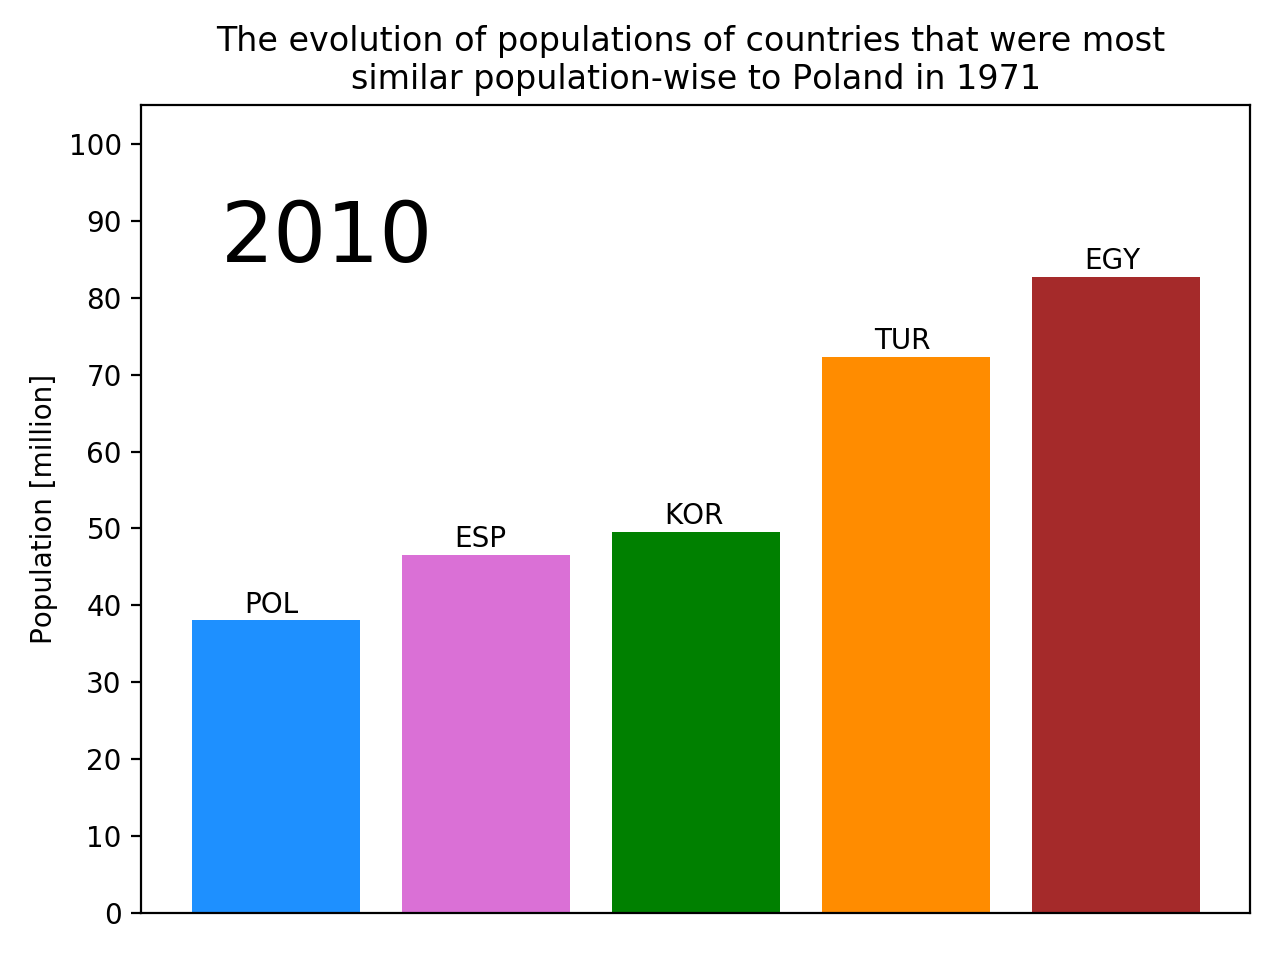 The evolution of populations of countries that were most
similar population-wise to Poland in 1971
100
90
80
70
60
50
40
30
20
10
0
Population [million]
2010
POL
ESP
KOR
TUR
EGY